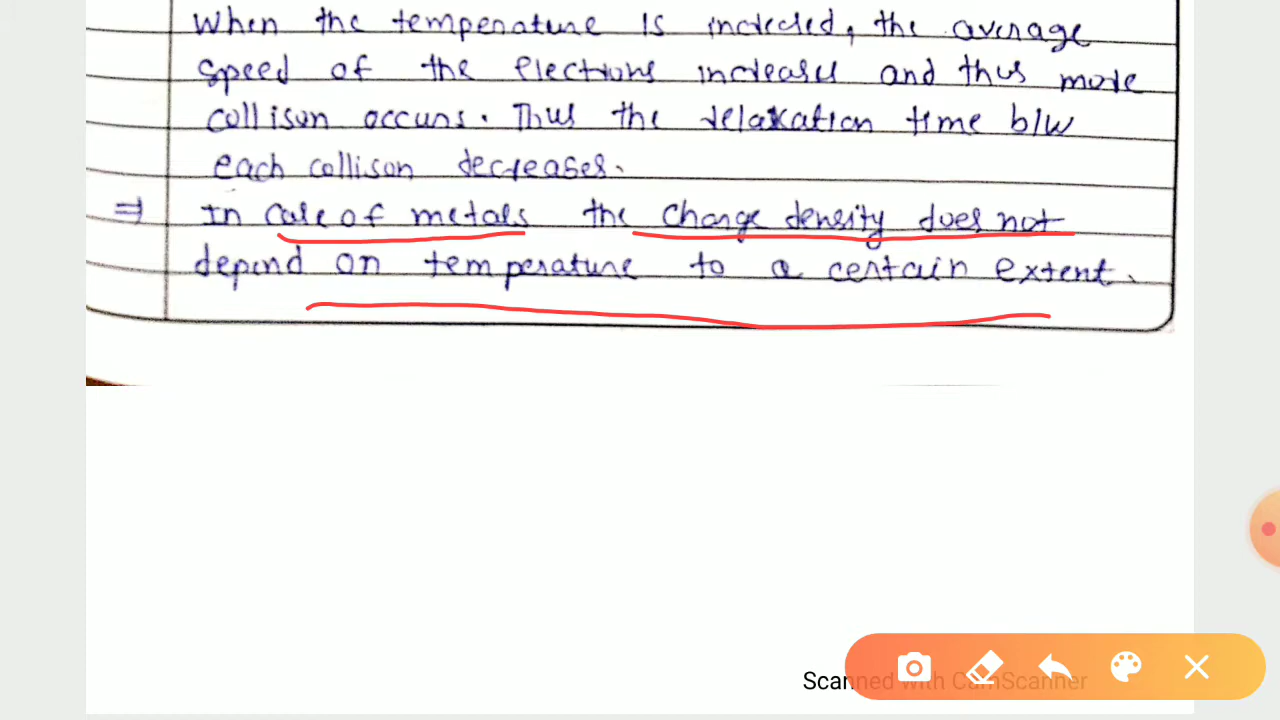 When the temperature is increased, the average
speed of the electrons increases and thus more
collison occurs. Thus the relaxation time b/w
each collison decreases.
⇒ In case of metals the charge density does not
depend on temperature to a certain extent.
Scanned with CamScanner